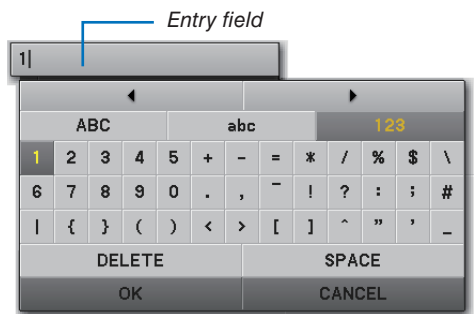 Entry field
1|
◀ ▶
ABC abc 123
1 2 3 4 5 + - = * / % $ \
6 7 8 9 0 . , ‾ ! ? : ; #
| { } ( ) < > [ ] ^ " ' _
DELETE SPACE
OK CANCEL